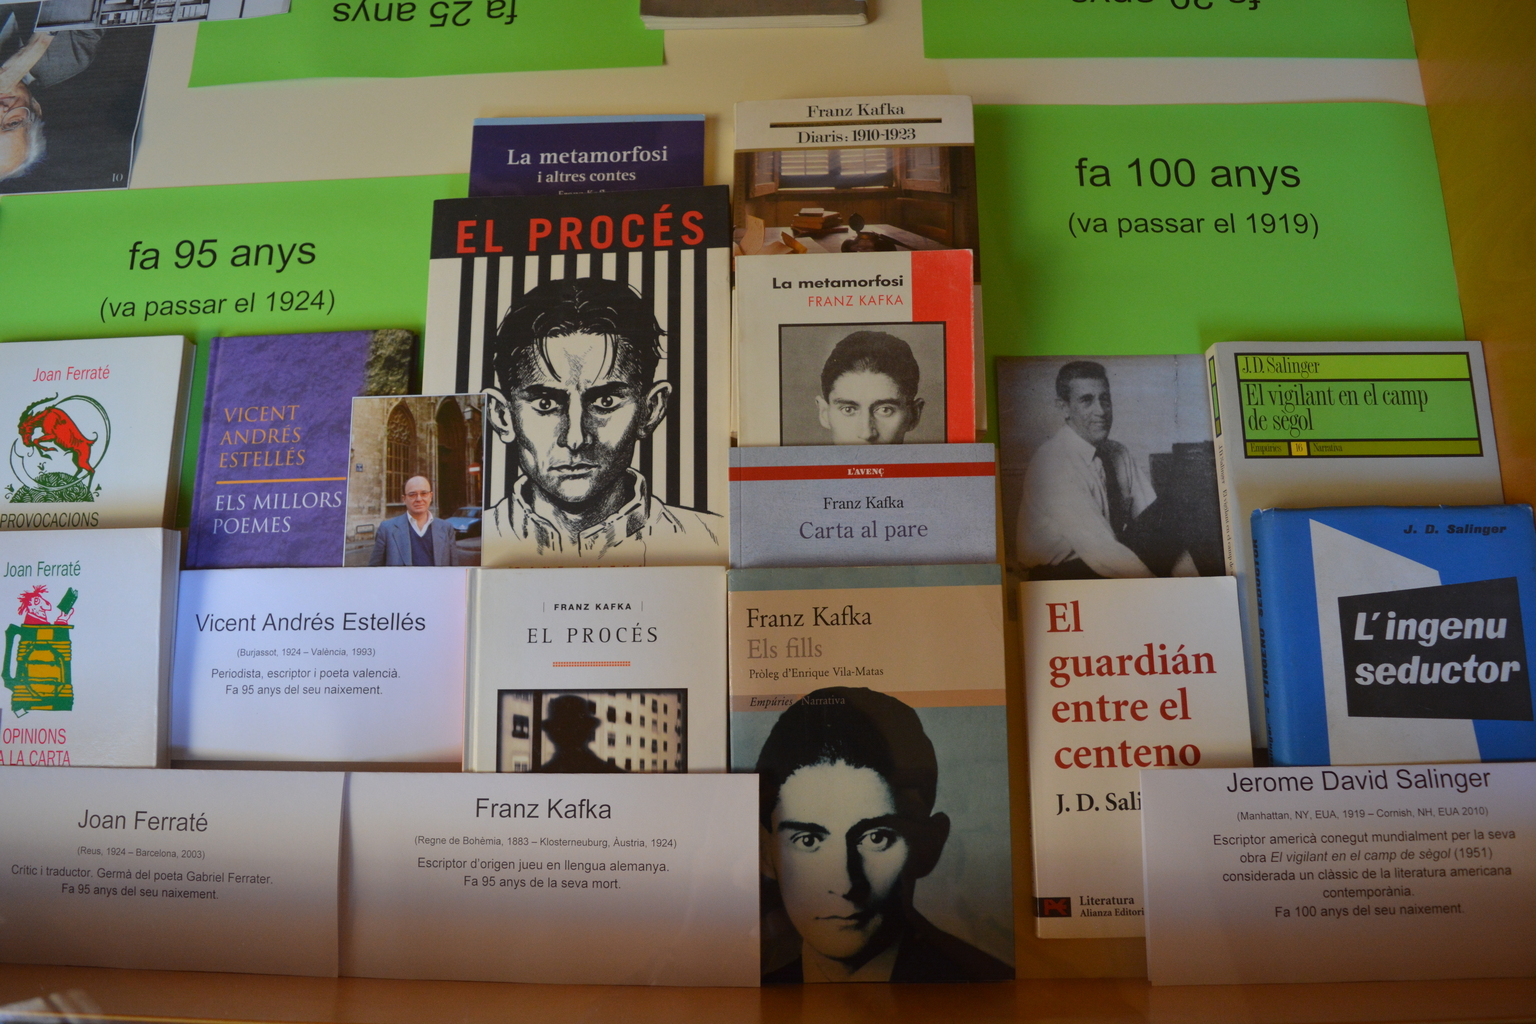 fa 25 anys
fa 100 anys
(va passar el 1919)
fa 95 anys
(va passar el 1924)
La metamorfosi
i altres contes
Franz Kafka
Diaris: 1910-1923
EL PROCÉS
La metamorfosi
FRANZ KAFKA
Joan Ferraté
PROVOCACIONS
VICENT
ANDRÉS
ESTELLÉS
ELS MILLORS
POEMES
L'AVENÇ
Franz Kafka
Carta al pare
J.D. Salinger
El vigilant en el camp
de sègol
Empúries 16 Narrativa
J. D. Salinger
L'ingenu
seductor
Joan Ferraté
OPINIONS
A LA CARTA
Vicent Andrés Estellés
(Burjassot, 1924 – València, 1993)
Periodista, escriptor i poeta valencià.
Fa 95 anys del seu naixement.
FRANZ KAFKA
EL PROCÉS
Franz Kafka
Els fills
Pròleg d'Enrique Vila-Matas
Empúries Narrativa
El
guardián
entre el
centeno
J. D. Sali
Literatura
Alianza Editori
Joan Ferraté
(Reus, 1924 – Barcelona, 2003)
Crític i traductor. Germà del poeta Gabriel Ferrater.
Fa 95 anys del seu naixement.
Franz Kafka
(Regne de Bohèmia, 1883 – Klosterneuburg, Àustria, 1924)
Escriptor d'origen jueu en llengua alemanya.
Fa 95 anys de la seva mort.
Jerome David Salinger
(Manhattan, NY, EUA, 1919 – Cornish, NH, EUA 2010)
Escriptor americà conegut mundialment per la seva
obra El vigilant en el camp de sègol (1951)
considerada un clàssic de la literatura americana
contemporània.
Fa 100 anys del seu naixement.